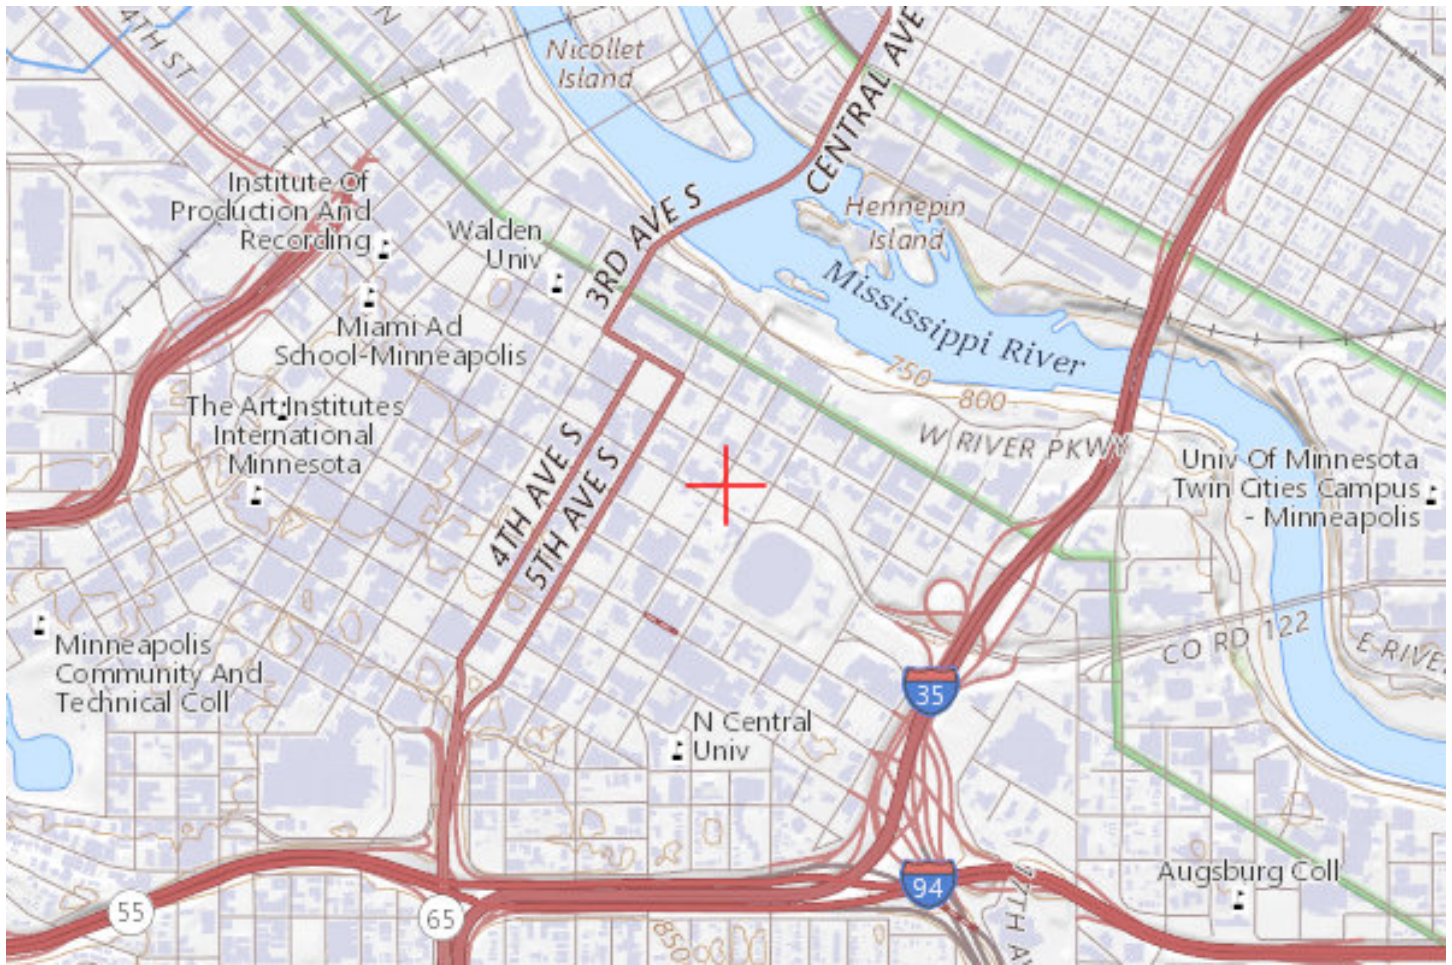 4TH ST
N
Nicollet
Island
CENTRAL AVE
Institute Of
Production And
Recording
Walden
Univ
3RD AVE S
Hennepin
Island
Mississippi River
Miami Ad
School-Minneapolis
750
800
The Art Institutes
International
Minnesota
W RIVER PKWY
4TH AVE S
5TH AVE S
Univ Of Minnesota
Twin Cities Campus
- Minneapolis
Minneapolis
Community And
Technical Coll
CO RD 122
E RIVE
35
N Central
Univ
94
Augsburg Coll
17TH AV
55
65
850